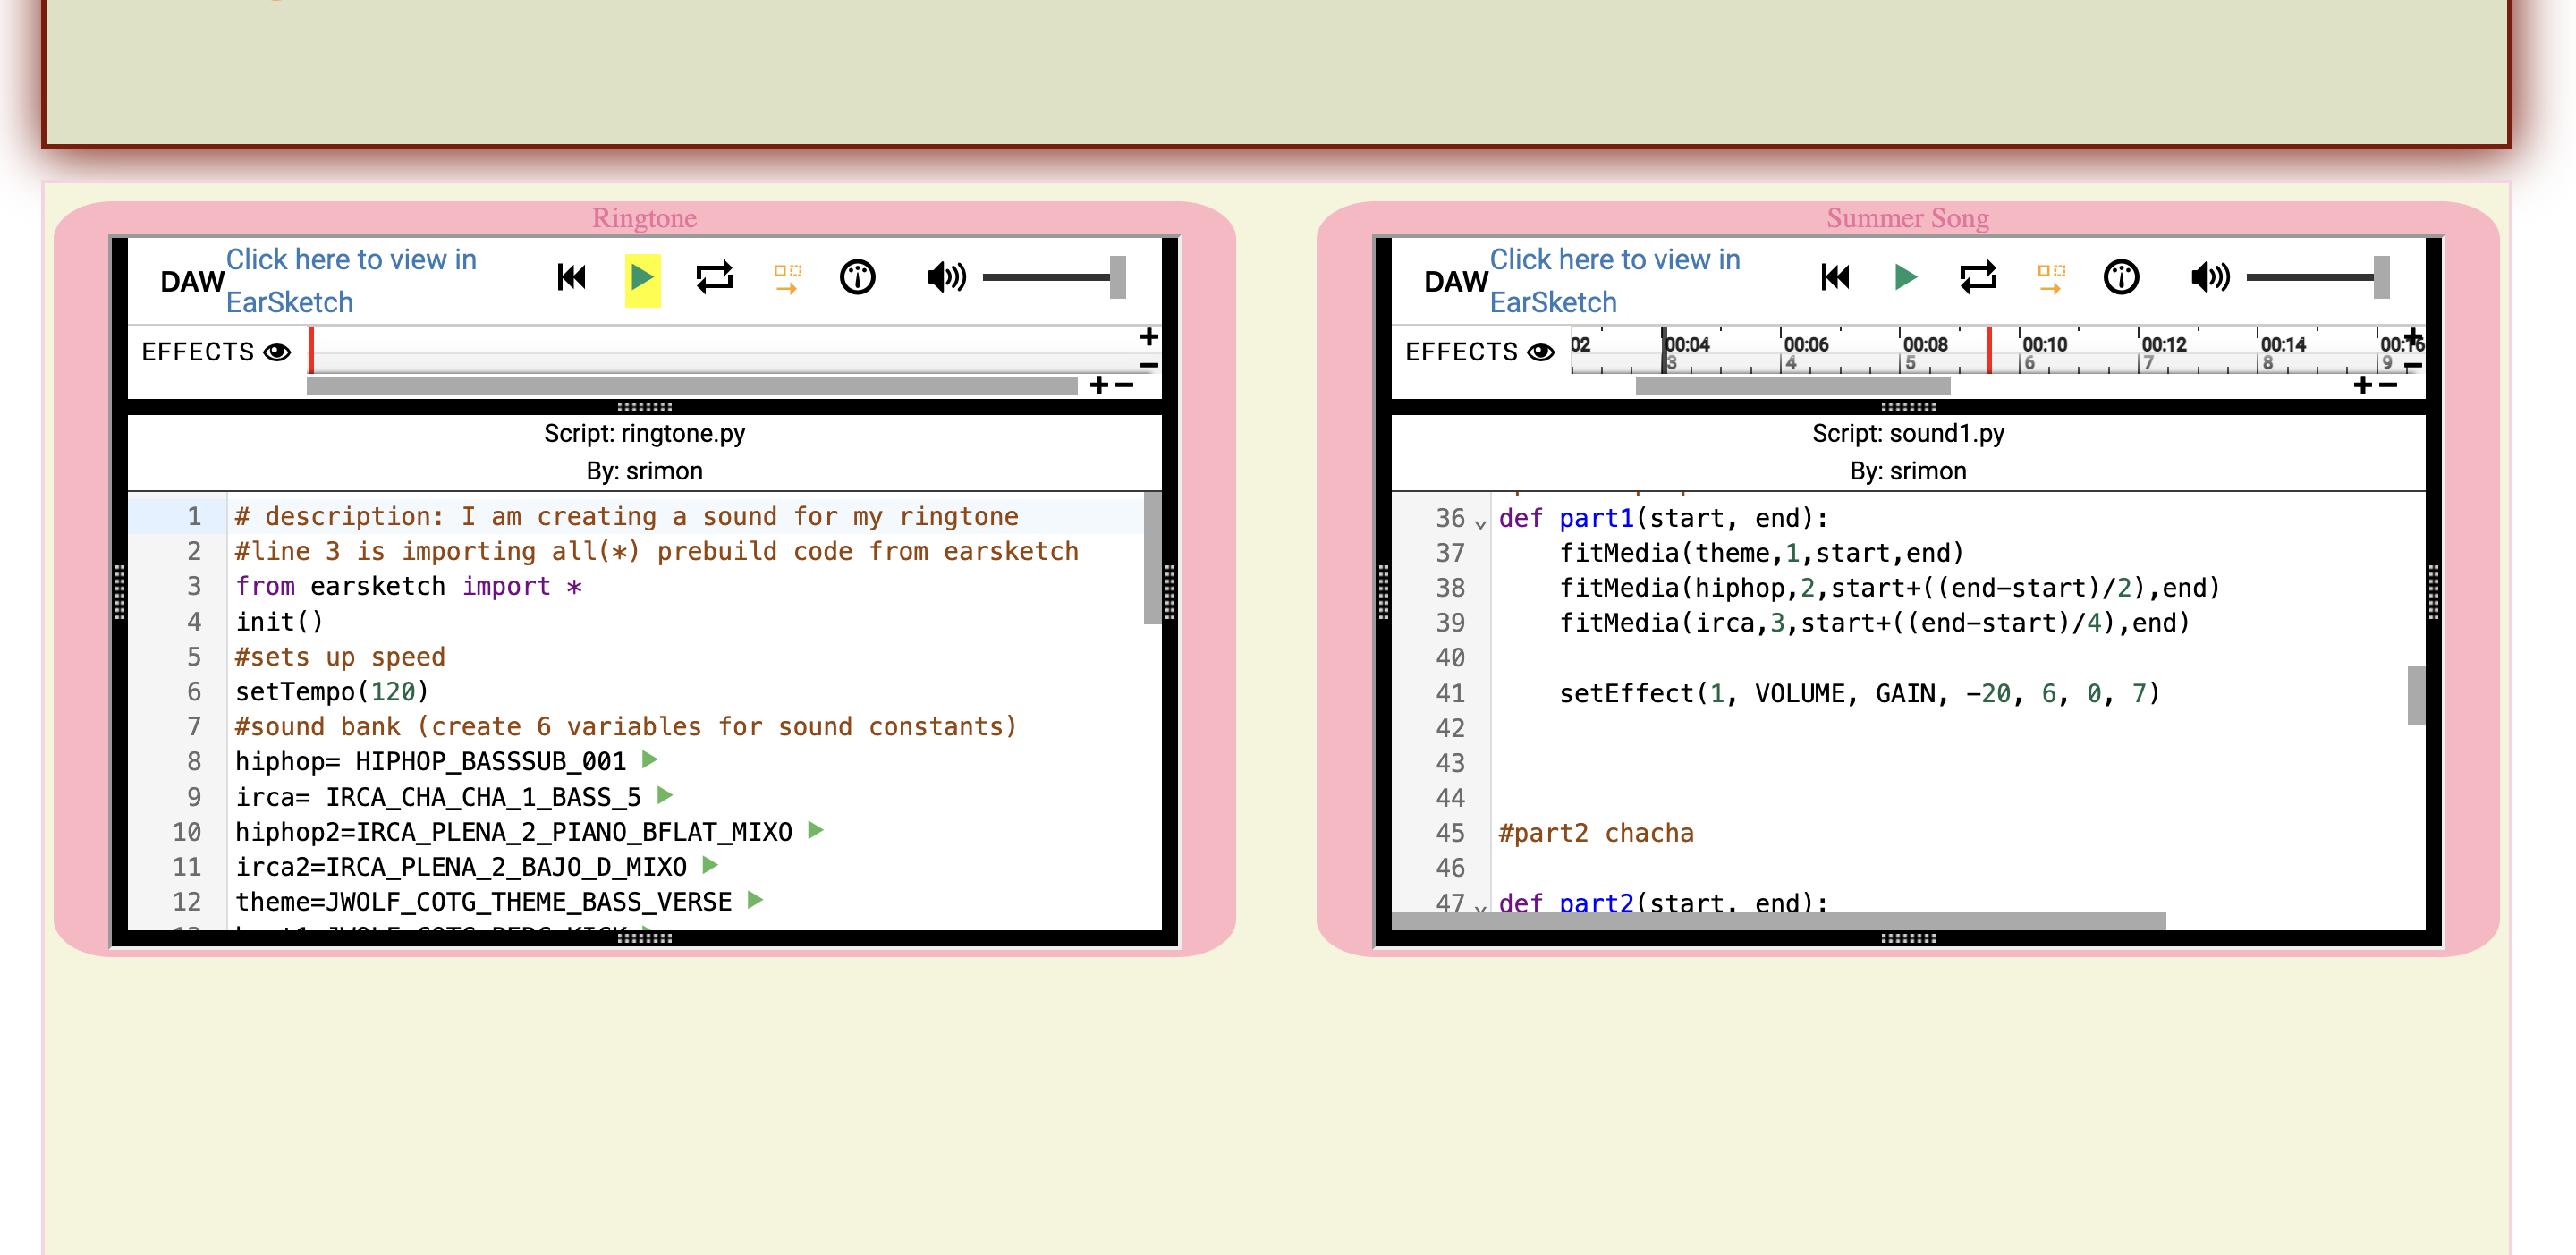 Ringtone
DAW
Click here to view in
EarSketch
EFFECTS
+
−
+ −
Script: ringtone.py
By: srimon
1 # description: I am creating a sound for my ringtone
2 #line 3 is importing all(*) prebuild code from earsketch
3 from earsketch import *
4 init()
5 #sets up speed
6 setTempo(120)
7 #sound bank (create 6 variables for sound constants)
8 hiphop= HIPHOP_BASSSUB_001
9 irca= IRCA_CHA_CHA_1_BASS_5
10 hiphop2=IRCA_PLENA_2_PIANO_BFLAT_MIXO
11 irca2=IRCA_PLENA_2_BAJO_D_MIXO
12 theme=JWOLF_COTG_THEME_BASS_VERSE
Summer Song
DAW
Click here to view in
EarSketch
EFFECTS
02 00:04 00:06 00:08 00:10 00:12 00:14 00:16
3 4 5 6 7 8 9
+
−
+ −
Script: sound1.py
By: srimon
36 def part1(start, end):
37 fitMedia(theme,1,start,end)
38 fitMedia(hiphop,2,start+((end-start)/2),end)
39 fitMedia(irca,3,start+((end-start)/4),end)
40
41 setEffect(1, VOLUME, GAIN, -20, 6, 0, 7)
42
43
44
45 #part2 chacha
46
47 def part2(start, end):